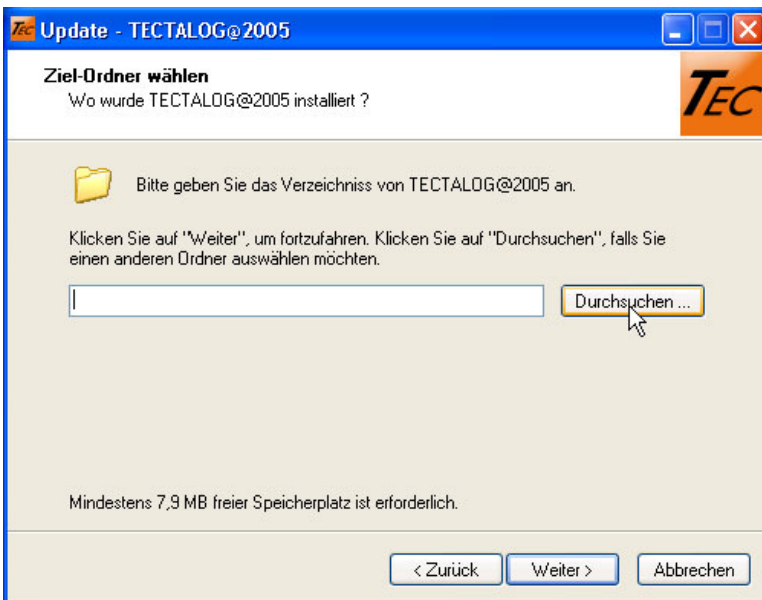 TEC Update - TECTALOG@2005
Ziel-Ordner wählen
Wo wurde TECTALOG@2005 installiert ?
TEC
Bitte geben Sie das Verzeichniss von TECTALOG@2005 an.
Klicken Sie auf "Weiter", um fortzufahren. Klicken Sie auf "Durchsuchen", falls Sie
einen anderen Ordner auswählen möchten.
Durchsuchen ...
Mindestens 7,9 MB freier Speicherplatz ist erforderlich.
< Zurück Weiter > Abbrechen